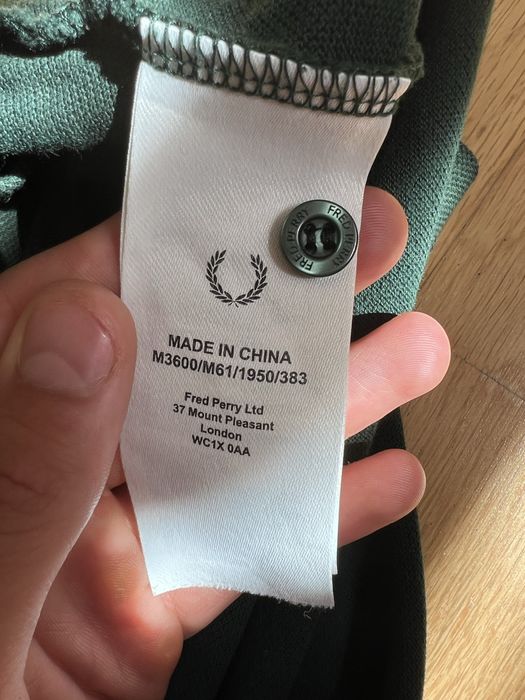 FRED PERRY FRED PERRY
MADE IN CHINA
M3600/M61/1950/383
Fred Perry Ltd
37 Mount Pleasant
London
WC1X 0AA